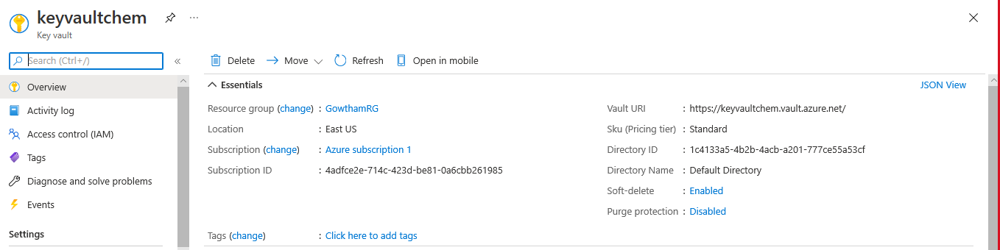 keyvaultchem
Key vault
Search (Ctrl+/)
Overview
Activity log
Access control (IAM)
Tags
Diagnose and solve problems
Events
Settings
Delete Move Refresh Open in mobile
Essentials JSON View
Resource group (change) : GowthamRG
Location : East US
Subscription (change) : Azure subscription 1
Subscription ID : 4adfce2e-714c-423d-be81-0a6cbb261985
Vault URI : https://keyvaultchem.vault.azure.net/
Sku (Pricing tier) : Standard
Directory ID : 1c4133a5-4b2b-4acb-a201-777ce55a53cf
Directory Name : Default Directory
Soft-delete : Enabled
Purge protection : Disabled
Tags (change) : Click here to add tags